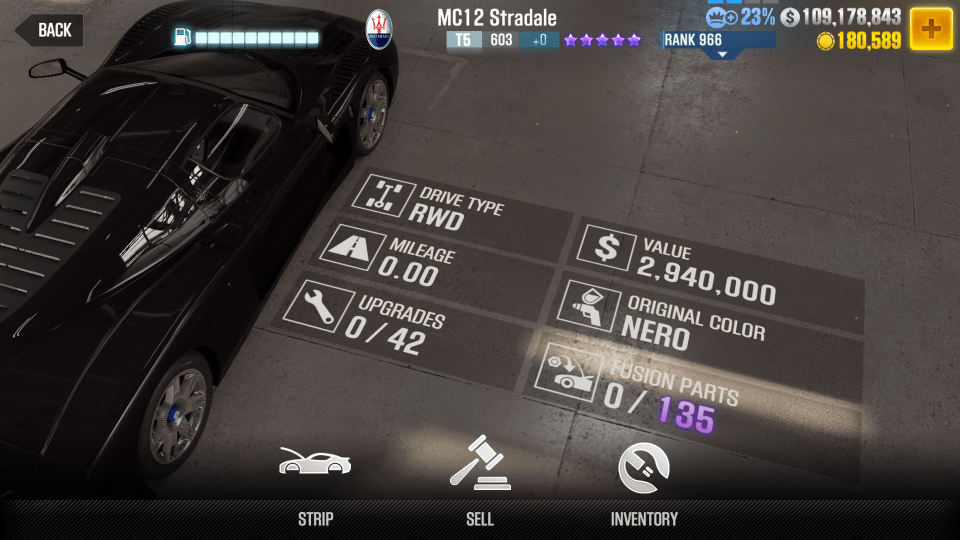 BACK
MC12 Stradale
T5 603 +0
23%
109,178,843
RANK 966
180,589
DRIVE TYPE
RWD
MILEAGE
0.00
UPGRADES
0 / 42
VALUE
2,940,000
ORIGINAL COLOR
NERO
FUSION PARTS
0 / 135
STRIP
SELL
INVENTORY